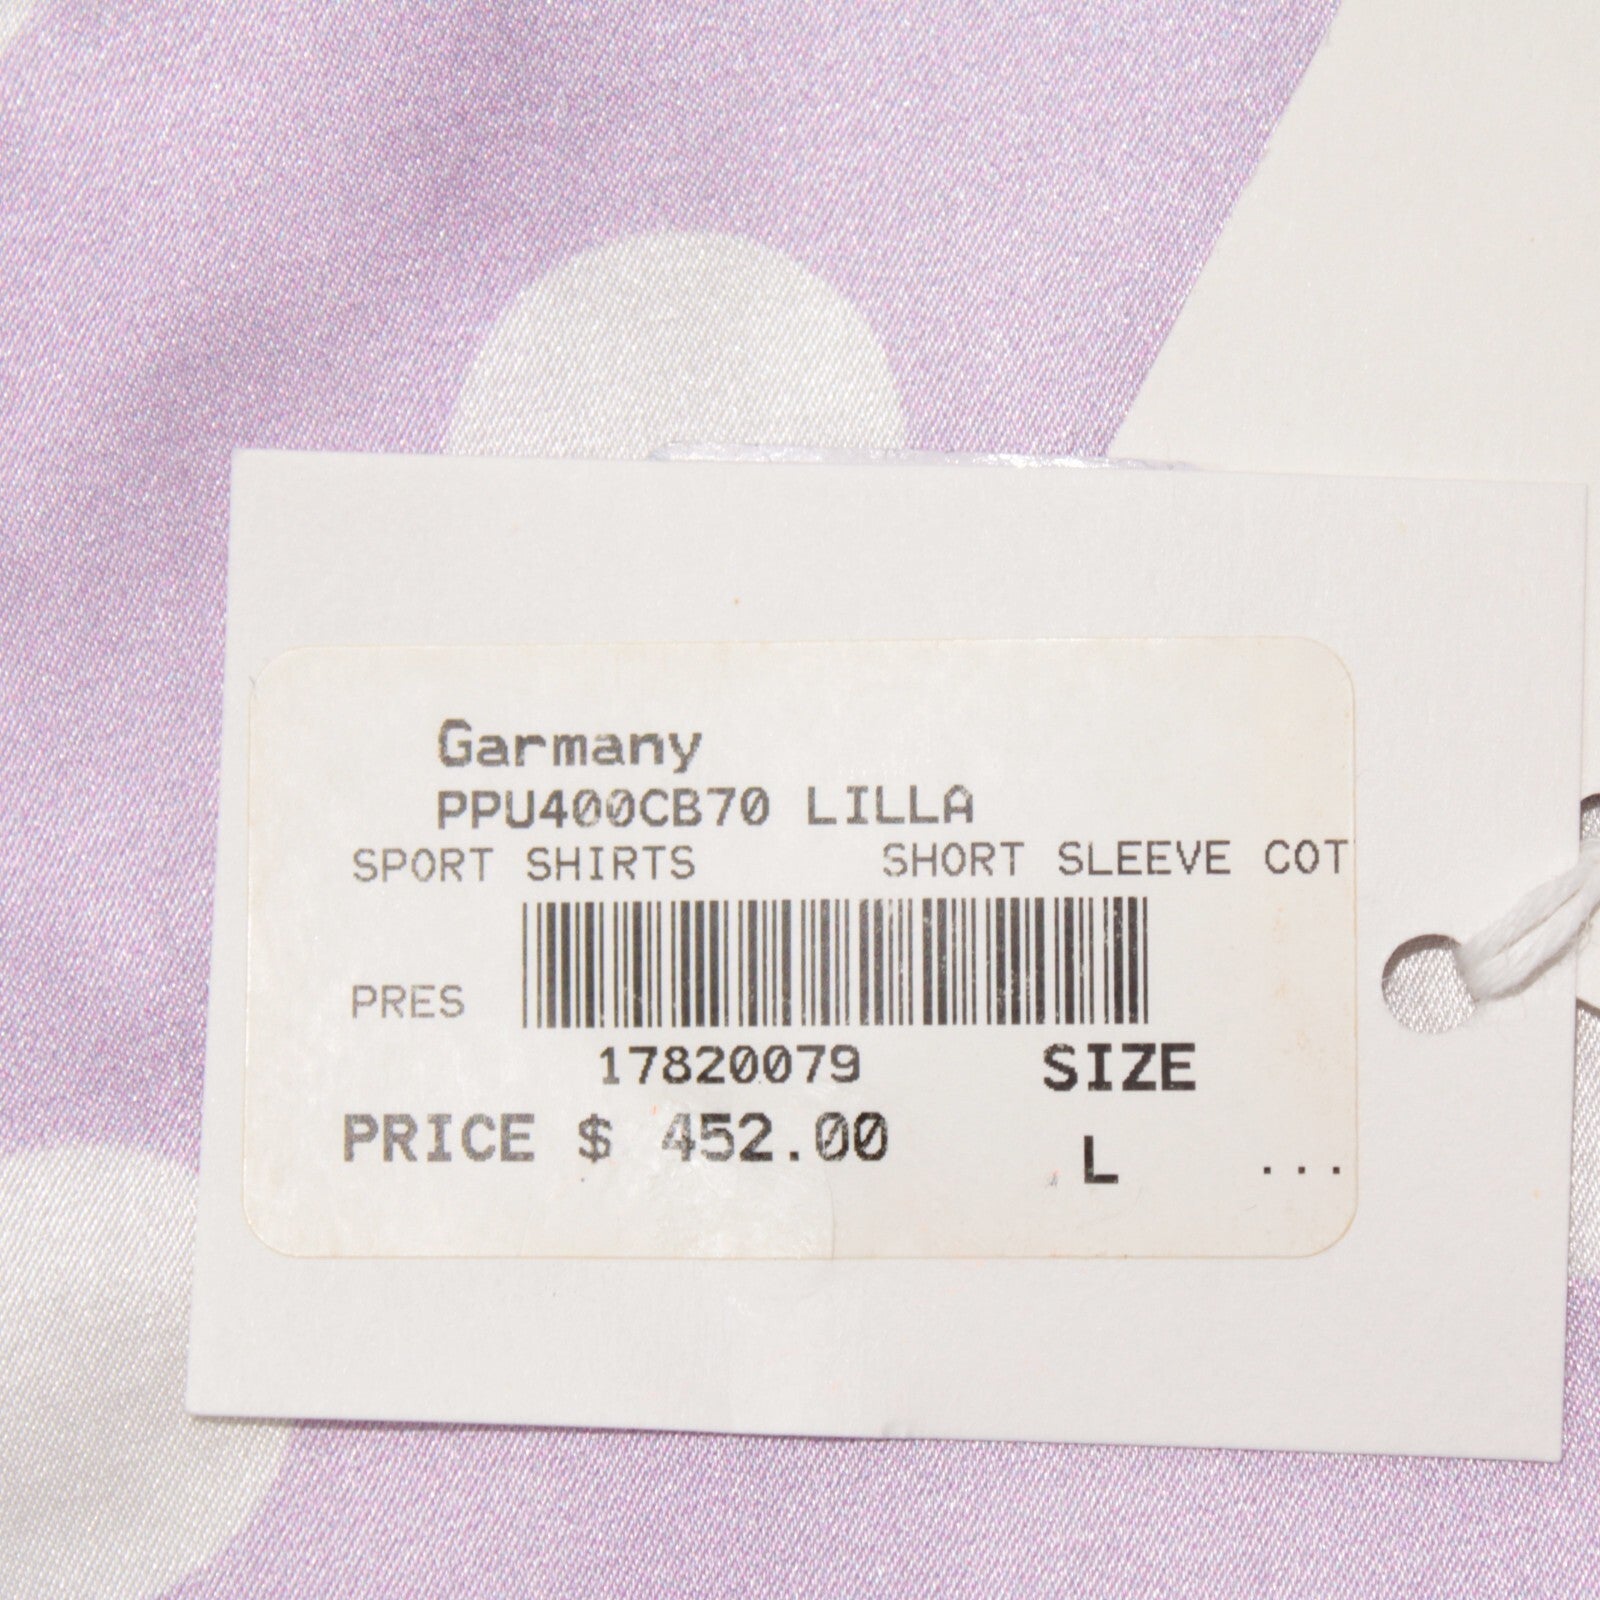 Garmany
PPU400CB70 LILLA
SPORT SHIRTS SHORT SLEEVE COT
PRES
17820079 SIZE
PRICE $ 452.00 L ...